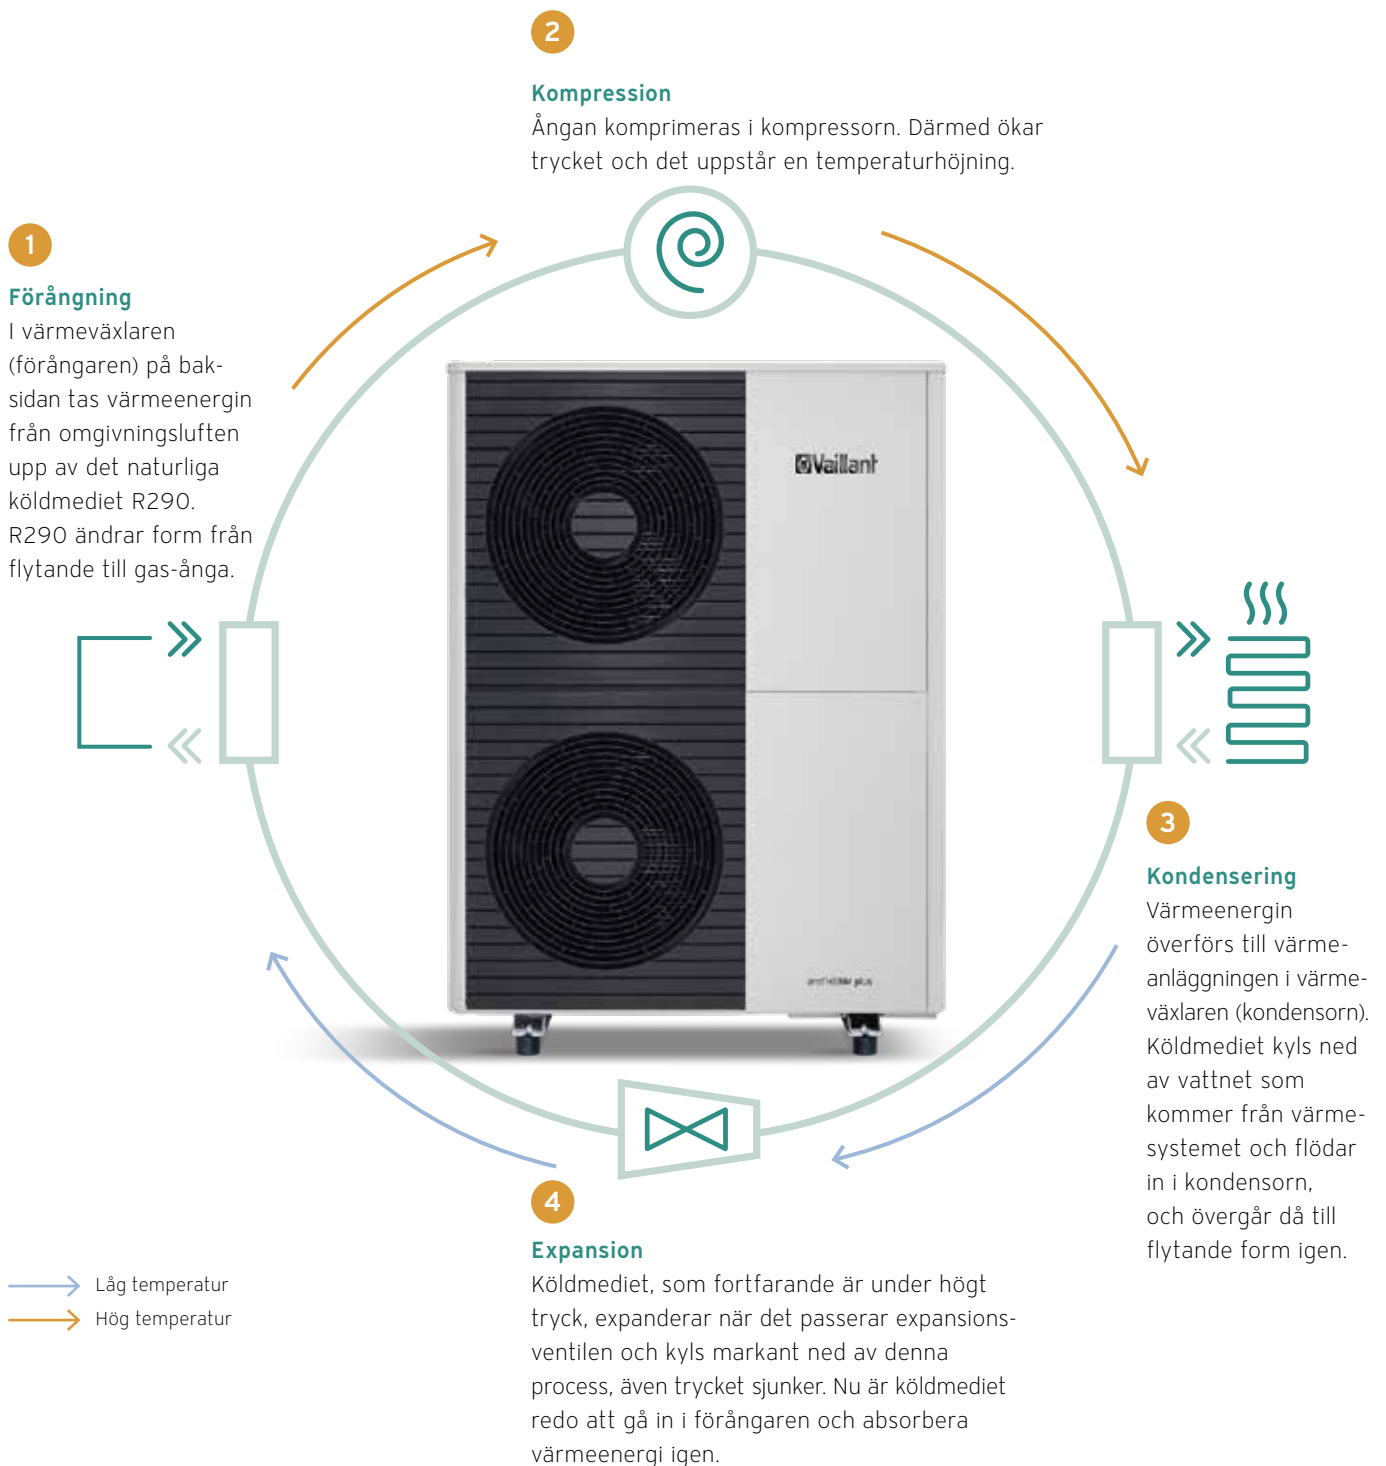 2
Kompression
Ångan komprimeras i kompressorn. Därmed ökar
trycket och det uppstår en temperaturhöjning.
1
Förångning
I värmeväxlaren
(förångaren) på bak-
sidan tas värmeenergin
från omgivningsluften
upp av det naturliga
köldmediet R290.
R290 ändrar form från
flytande till gas-ånga.
Vaillant
aroTHERM plus
3
Kondensering
Värmeenergin
överförs till värme-
anläggningen i värme-
växlaren (kondensorn).
Köldmediet kyls ned
av vattnet som
kommer från värme-
systemet och flödar
in i kondensorn,
och övergår då till
flytande form igen.
4
Expansion
Köldmediet, som fortfarande är under högt
tryck, expanderar när det passerar expansions-
ventilen och kyls markant ned av denna
process, även trycket sjunker. Nu är köldmediet
redo att gå in i förångaren och absorbera
värmeenergi igen.
Låg temperatur
Hög temperatur